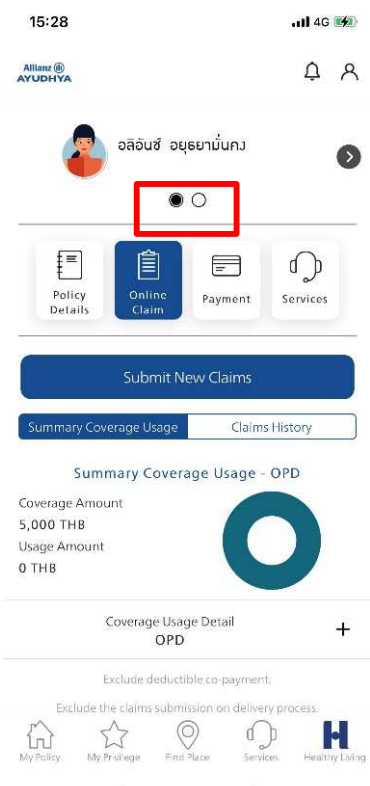 15:28
4G
Allianz
AYUDHYA
อลิอันซ์ อยุธยามั่นคง
Policy
Details
Online
Claim
Payment
Services
Submit New Claims
Summary Coverage Usage
Claims History
Summary Coverage Usage - OPD
Coverage Amount
5,000 THB
Usage Amount
0 THB
Coverage Usage Detail
OPD
+
Exclude deductible co-payment.
Exclude the claims submission on delivery process.
My Policy
My Privilege
Find Place
Services
Healthy Living